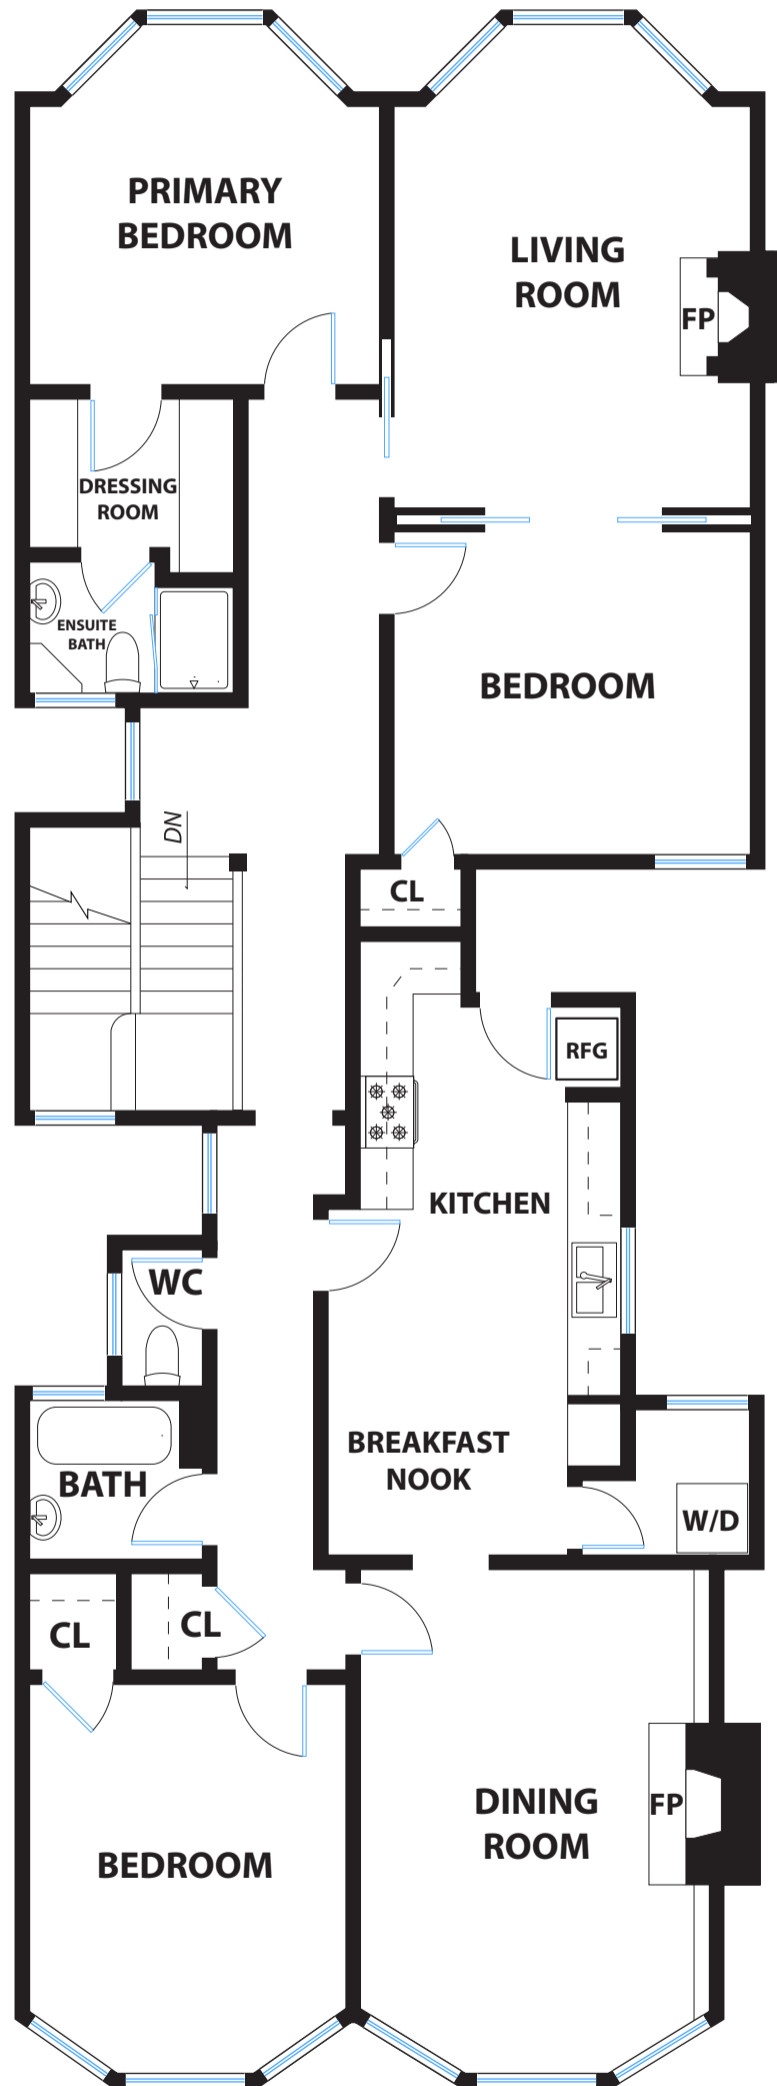 PRIMARY
BEDROOM
LIVING
ROOM
FP
DRESSING
ROOM
ENSUITE
BATH
BEDROOM
DN
CL
RFG
KITCHEN
WC
BREAKFAST
NOOK
BATH
W/D
CL
CL
DINING
ROOM
FP
BEDROOM